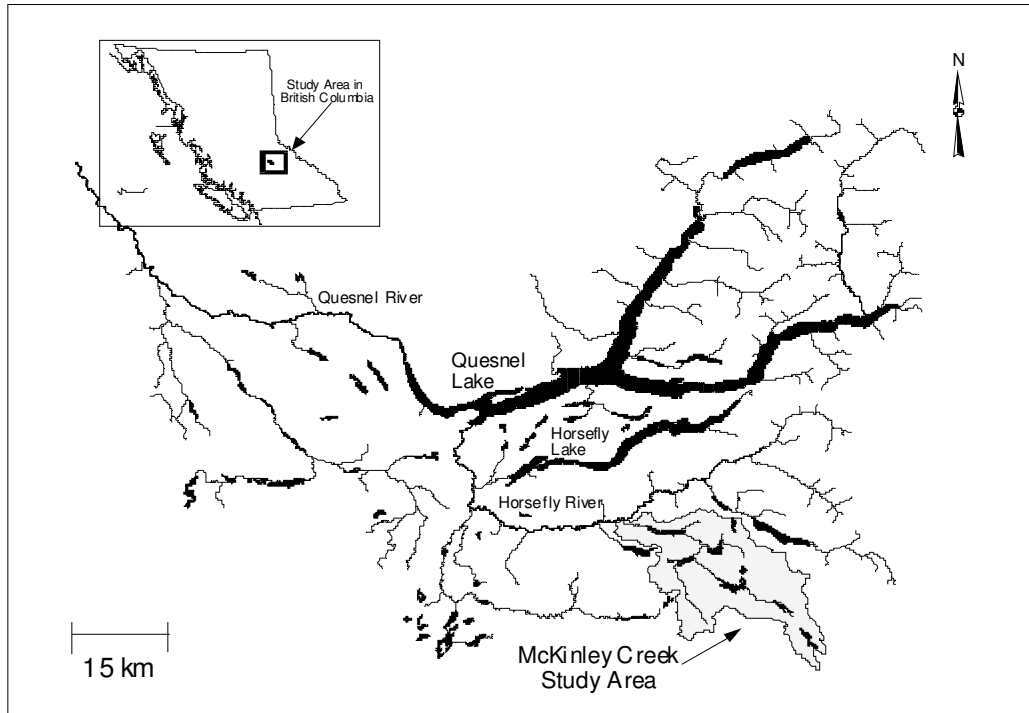 Study Area in
British Columbia
N
Quesnel River
Quesnel
Lake
Horsefly
Lake
Horsefly River
15 km
McKinley Creek
Study Area